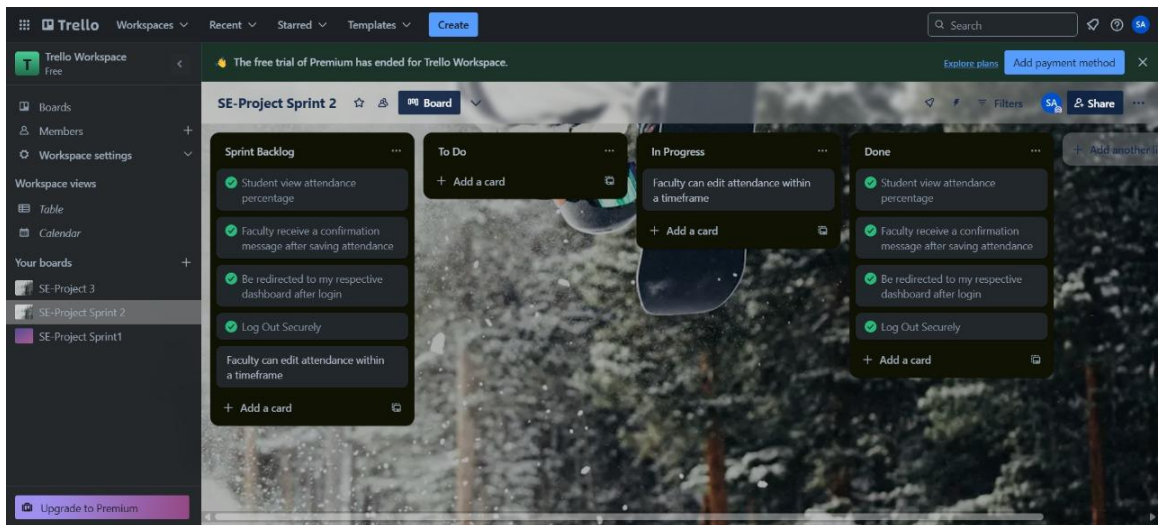 Trello
Workspaces
Recent
Starred
Templates
Create
Search
SA
T
Trello Workspace
Free
The free trial of Premium has ended for Trello Workspace.
Explore plans
Add payment method
Boards
Members
Workspace settings
Workspace views
Table
Calendar
Your boards
SE-Project 3
SE-Project Sprint 2
SE-Project Sprint1
Upgrade to Premium
SE-Project Sprint 2
Board
Filters
SA
Share
Sprint Backlog
Student view attendance
percentage
Faculty receive a confirmation
message after saving attendance
Be redirected to my respective
dashboard after login
Log Out Securely
Faculty can edit attendance within
a timeframe
+ Add a card
To Do
+ Add a card
In Progress
Faculty can edit attendance within
a timeframe
+ Add a card
Done
Student view attendance
percentage
Faculty receive a confirmation
message after saving attendance
Be redirected to my respective
dashboard after login
Log Out Securely
+ Add a card
+ Add another li